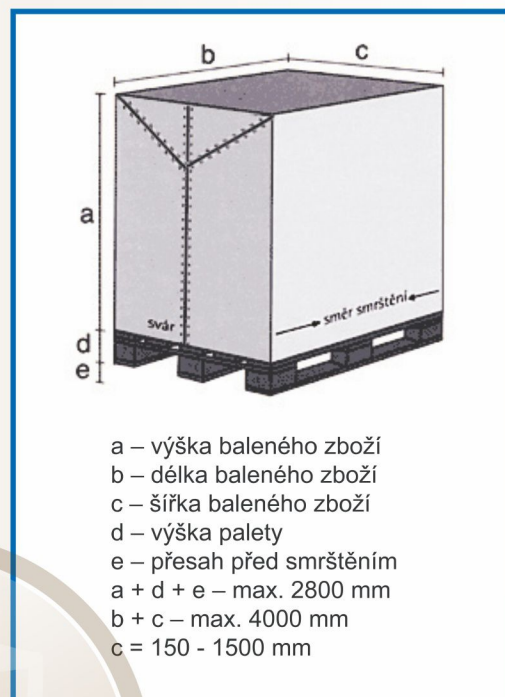 b
c
a
svár
směr smrštění
d
e
a – výška baleného zboží
b – délka baleného zboží
c – šířka baleného zboží
d – výška palety
e – přesah před smrštěním
a + d + e – max. 2800 mm
b + c – max. 4000 mm
c = 150 - 1500 mm